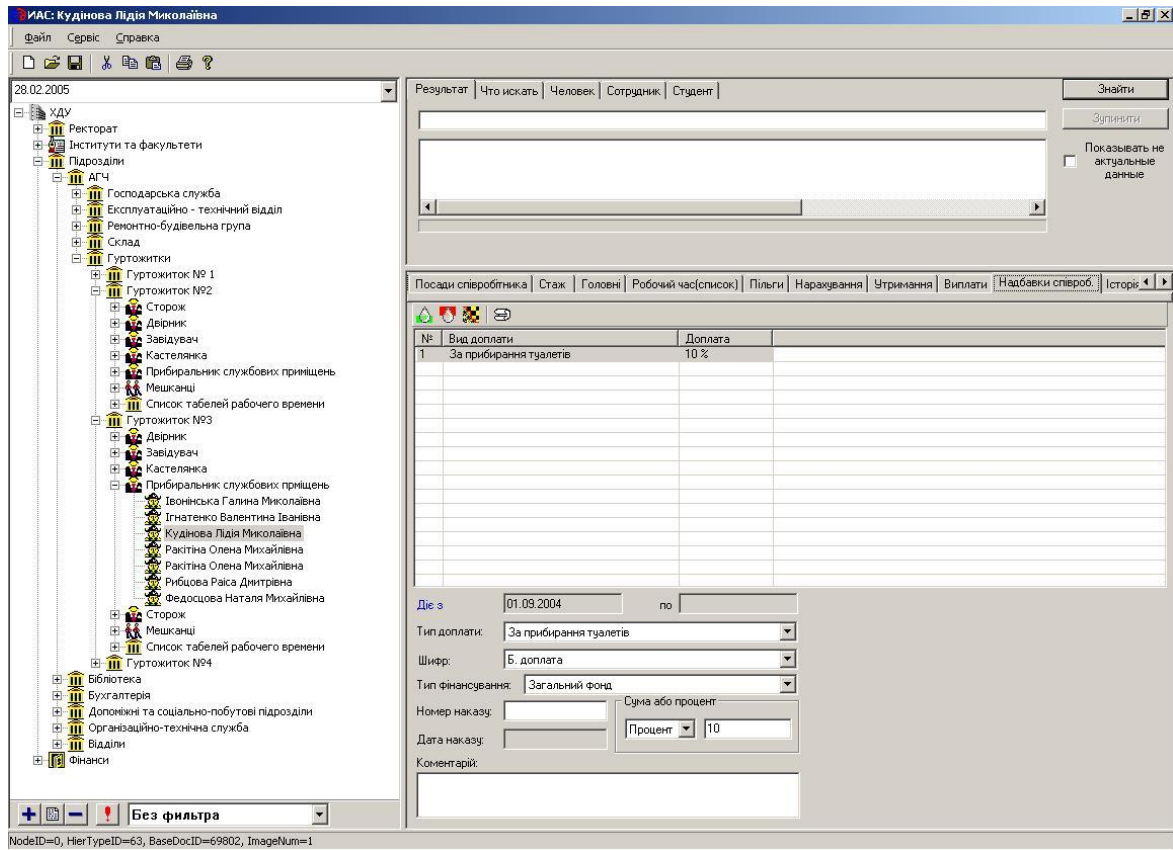 ИАС: Кудінова Лідія Миколаївна
Файл Сервіс Справка
28.02.2005
ХДУ
Ректорат
Інститути та факультети
Підрозділи
АГЧ
Господарська служба
Експлуатаційно - технічний відділ
Ремонтно-будівельна група
Склад
Гуртожитки
Гуртожиток № 1
Гуртожиток №2
Сторож
Двірник
Завідувач
Кастелянка
Прибиральник службових приміщень
Мешканці
Список табелей рабочего времени
Гуртожиток №3
Двірник
Завідувач
Кастелянка
Прибиральник службових прміщень
Івонінська Галина Миколаївна
Ігнатенко Валентина Іванівна
Кудінова Лідія Миколаївна
Ракітіна Олена Михайлівна
Ракітіна Олена Михайлівна
Рибцова Раіса Дмитрівна
Федосцова Наталя Михайлівна
Сторож
Мешканці
Список табелей рабочего времени
Гуртожиток №4
Бібліотека
Бухгалтерія
Допоміжні та соціально-побутові підрозділи
Організаційно-технічна служба
Відділи
Фінанси
Без фильтра
Результат Что искать Человек Сотрудник Студент
Знайти
Зупинити
Показывать не
актуальные
данные
Посади співробітника Стаж Головні Робочий час(список) Пільги Нарахування Утримання Виплати Надбавки співроб. Історія
№ Вид доплати Доплата
1 За прибирання туалетів 10 %
Діє з 01.09.2004 по
Тип доплати: За прибирання туалетів
Шифр: Б. доплата
Тип фінансування: Загальний фонд
Номер наказу: Сума або процент
Процент 10
Дата наказу:
Коментарій:
NodeID=0, HierTypeID=63, BaseDocID=69802, ImageNum=1